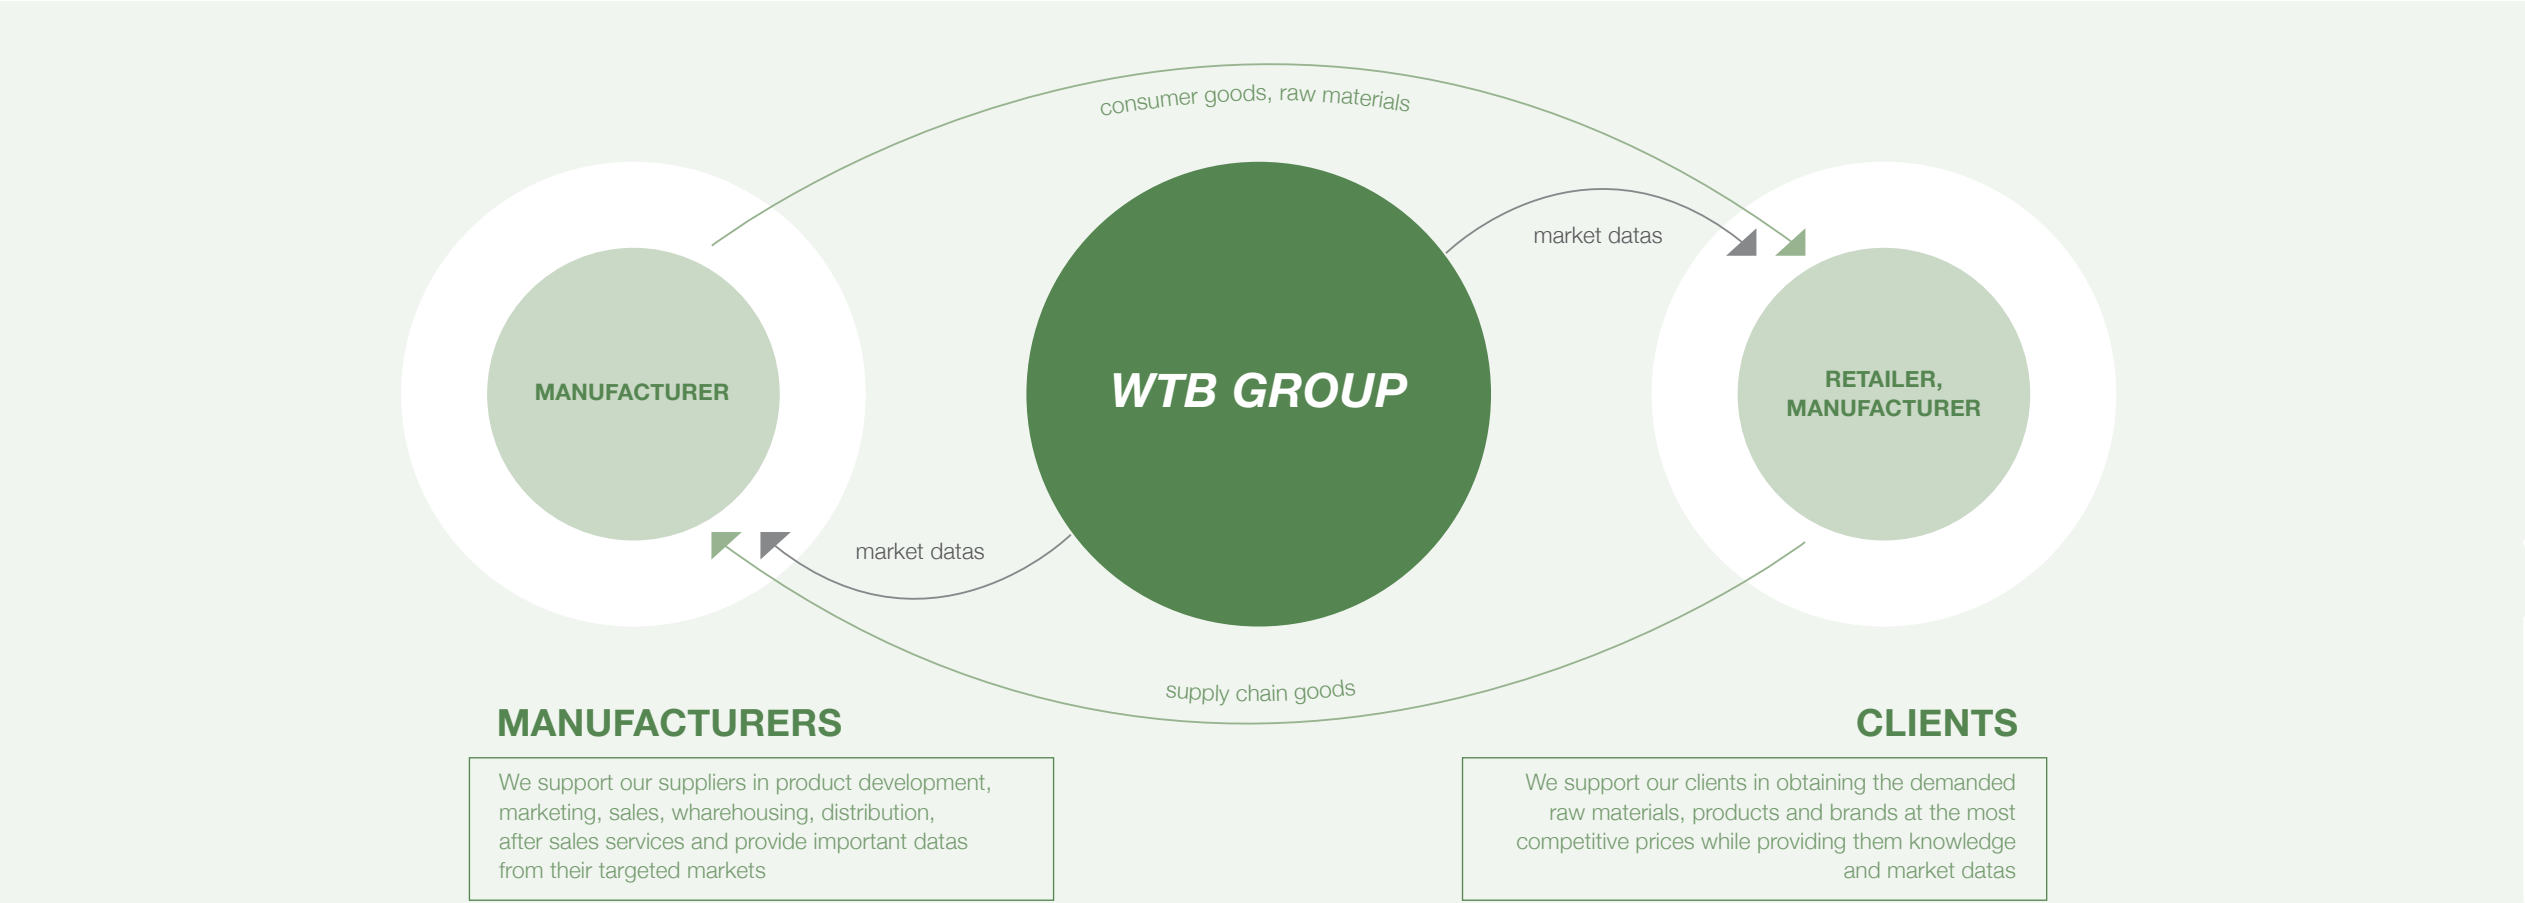 consumer goods, raw materials
market datas
MANUFACTURER
WTB GROUP
RETAILER,
MANUFACTURER
market datas
supply chain goods
MANUFACTURERS
We support our suppliers in product development,
marketing, sales, wharehousing, distribution,
after sales services and provide important datas
from their targeted markets
CLIENTS
We support our clients in obtaining the demanded
raw materials, products and brands at the most
competitive prices while providing them knowledge
and market datas